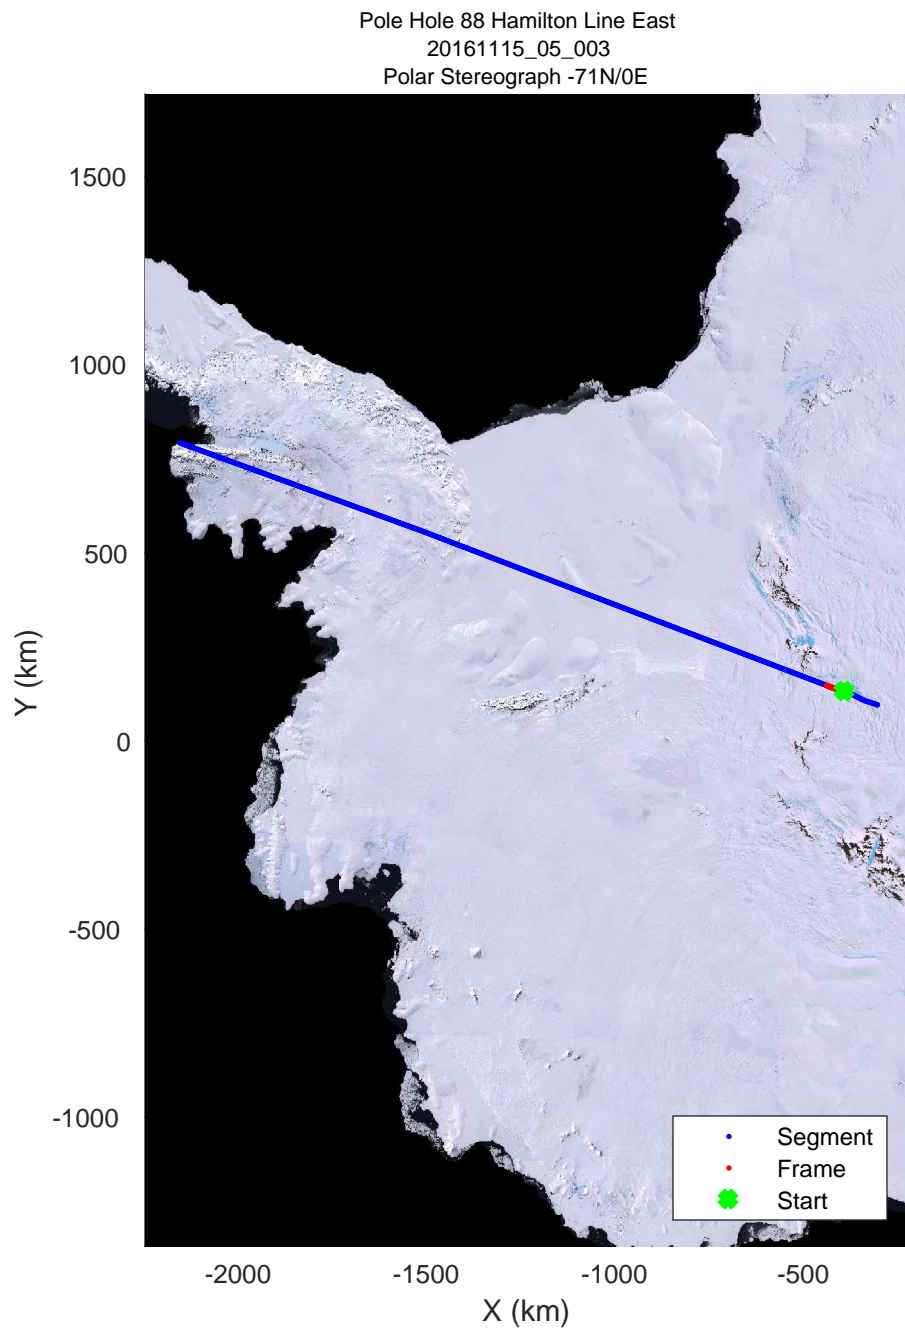 Pole Hole 88 Hamilton Line East
20161115_05_003
Polar Stereograph -71N/0E
1500
1000
500
0
-500
-1000
Y (km)
-2000
-1500
-1000
-500
X (km)
Segment
Frame
Start